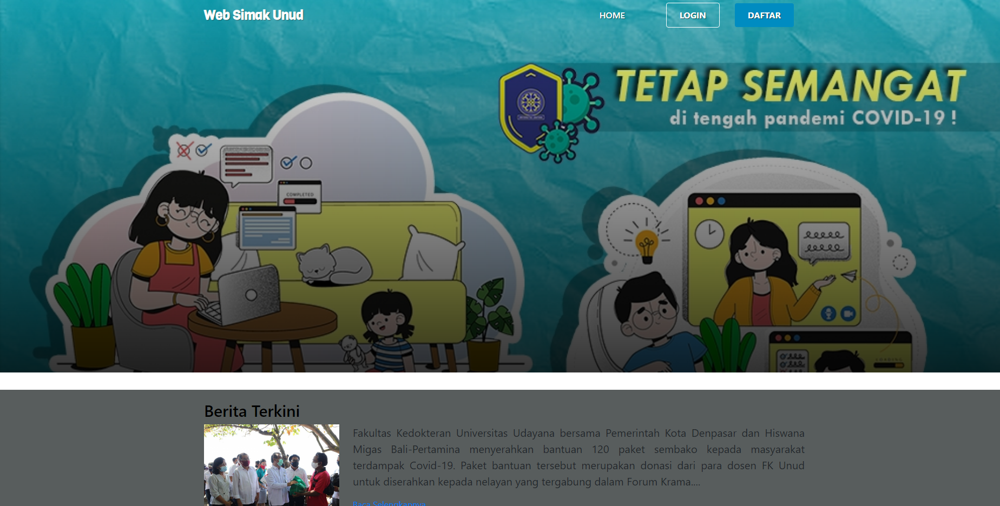 Web Simak Unud
HOME
LOGIN
DAFTAR
TETAP SEMANGAT
di tengah pandemi COVID-19 !
COMPLETED
LOADING
Berita Terkini
Fakultas Kedokteran Universitas Udayana bersama Pemerintah Kota Denpasar dan Hiswana
Migas Bali-Pertamina menyerahkan bantuan 120 paket sembako kepada masyarakat
terdampak Covid-19. Paket bantuan tersebut merupakan donasi dari para dosen FK Unud
untuk diserahkan kepada nelayan yang tergabung dalam Forum Krama....
Baca Selengkapnya